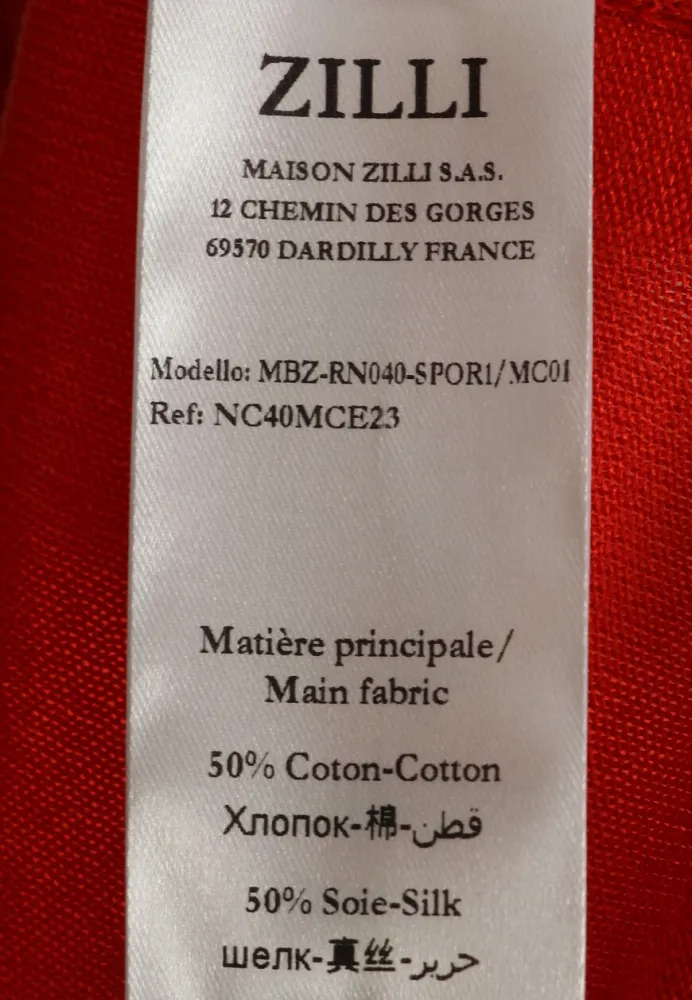 ZILLI
MAISON ZILLI S.A.S.
12 CHEMIN DES GORGES
69570 DARDILLY FRANCE
Modello: MBZ-RN040-SPOR1/MC01
Ref: NC40MCE23
Matière principale/
Main fabric
50% Coton-Cotton
Хлопок-棉-قطن
50% Soie-Silk
шелк-真丝-حرير